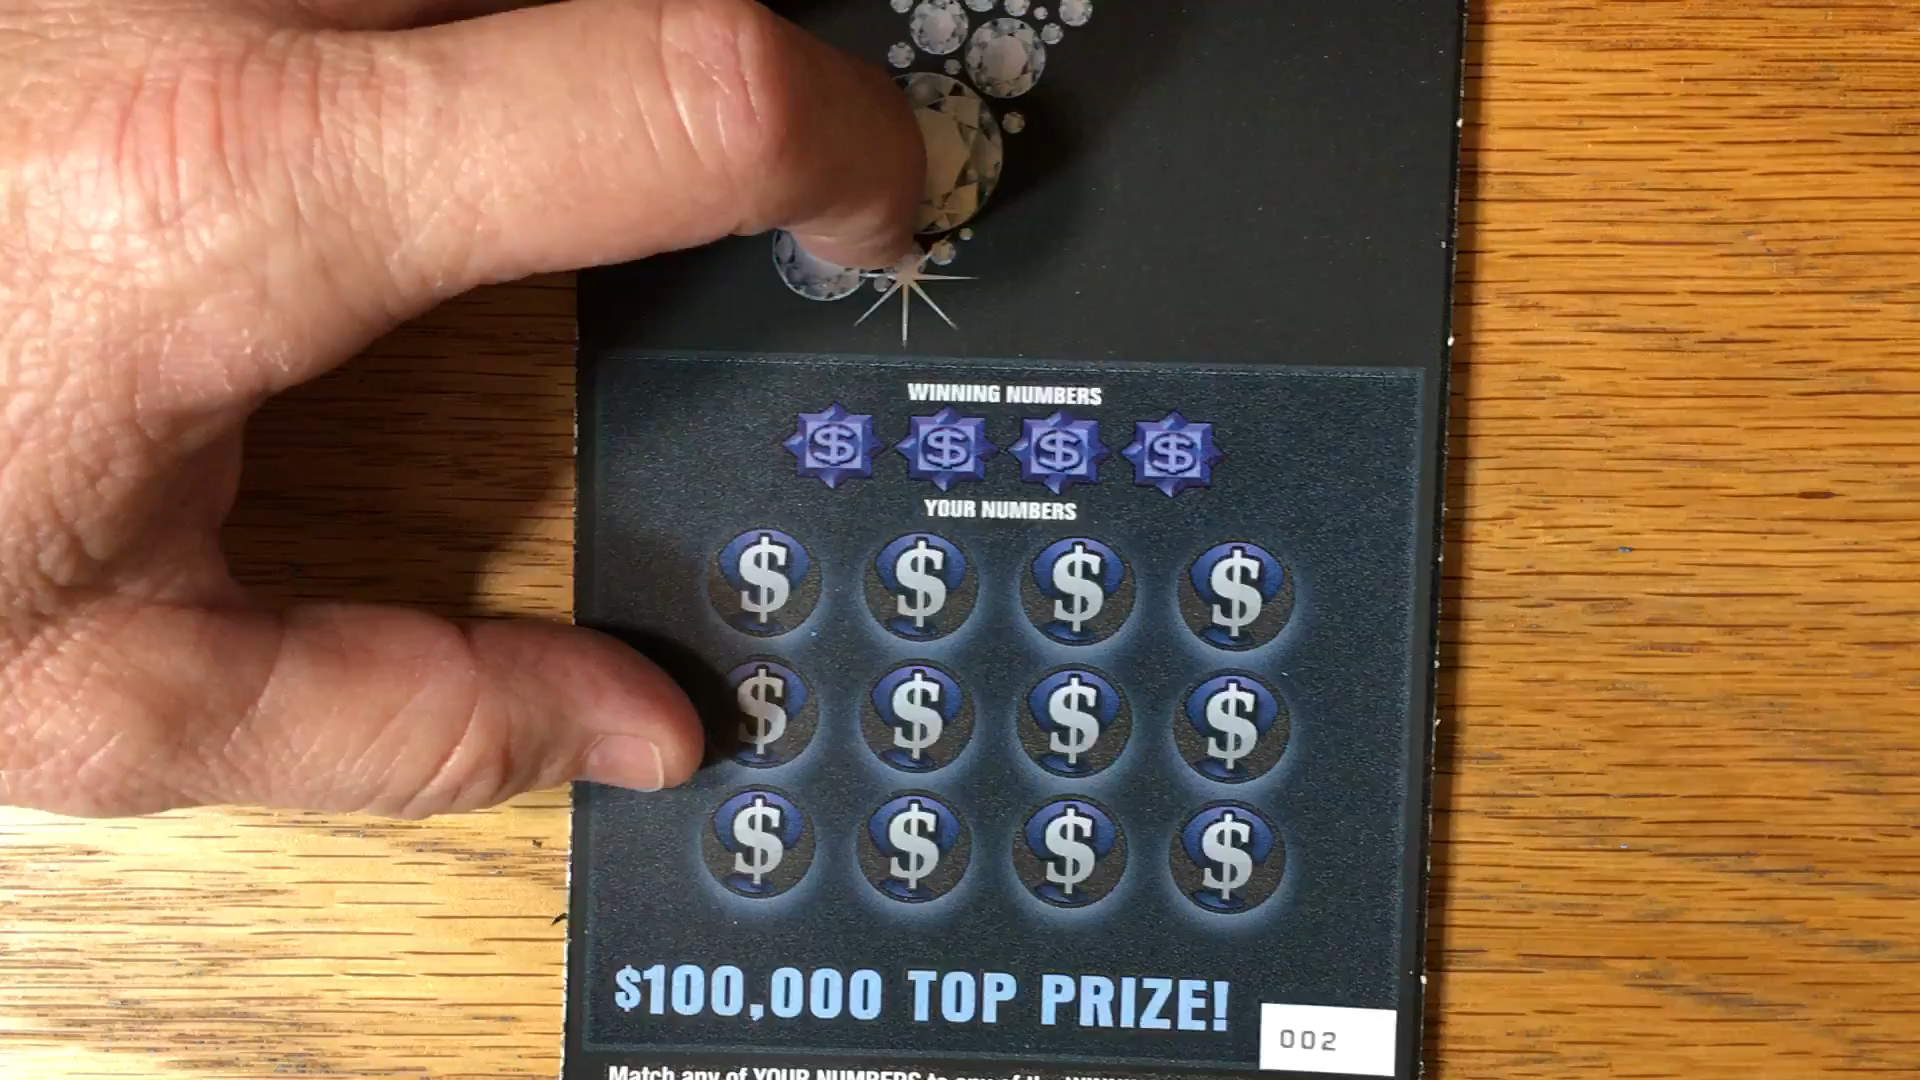 WINNING NUMBERS
$ $ $ $
YOUR NUMBERS
$ $ $ $
$ $ $ $
$ $ $ $
$100,000 TOP PRIZE!
002
Match any of YOUR NUMBERS to any of the